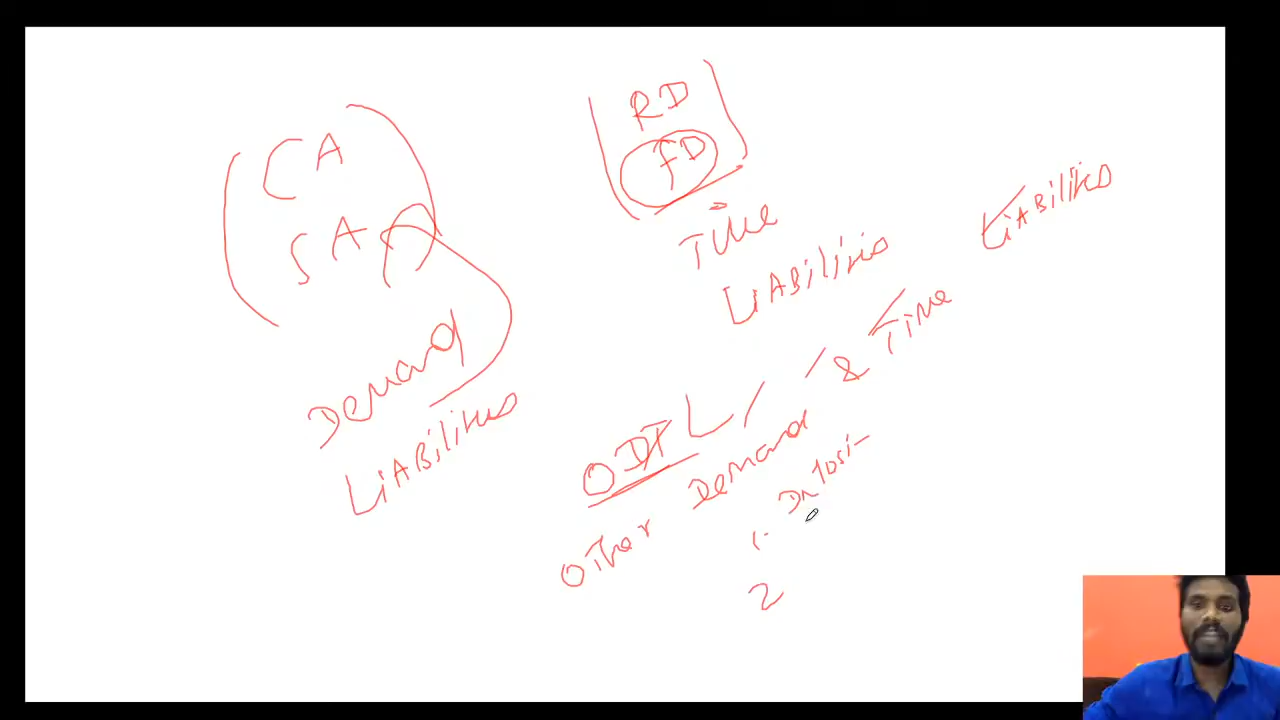 CA
SA
Demand
LiABilities
RD
FD
Time
LiABilities
ODTL
Other Demand & Time LiABilities
1.
2